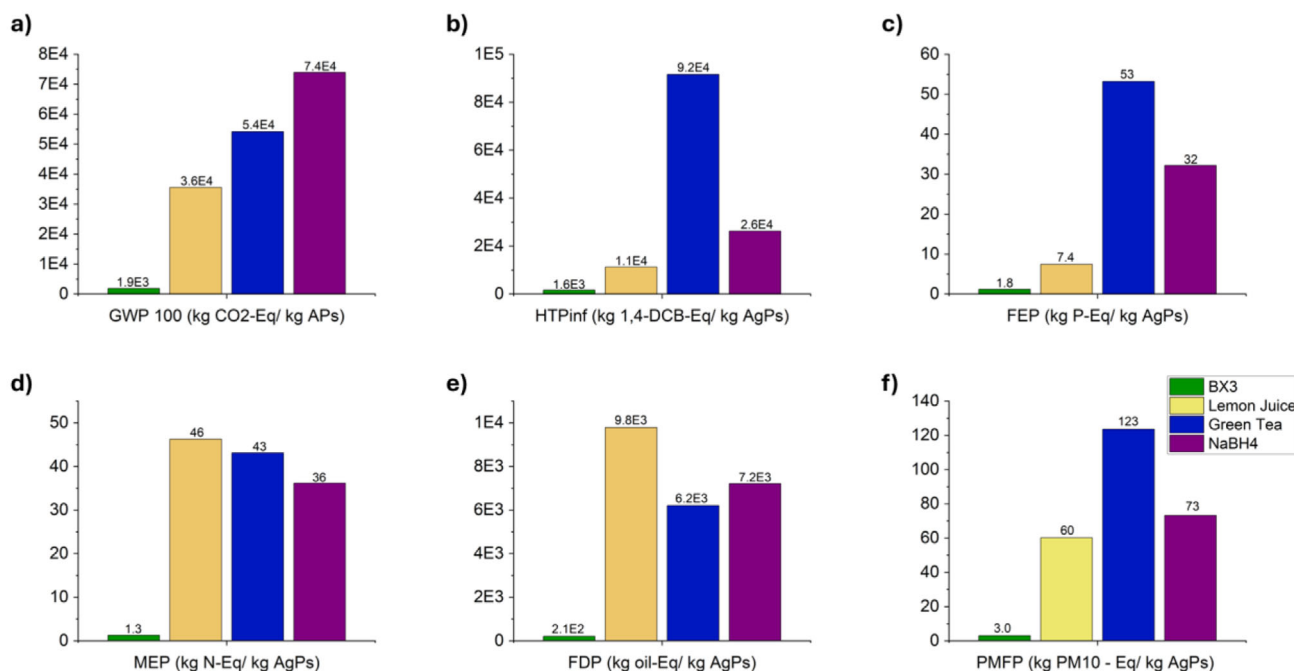 a)
8E4
7E4
6E4
5E4
4E4
3E4
2E4
1E4
0
1.9E3
3.6E4
5.4E4
7.4E4
GWP 100 (kg CO2-Eq/ kg APs)
b)
1E5
8E4
6E4
4E4
2E4
0
1.6E3
1.1E4
9.2E4
2.6E4
HTPinf (kg 1,4-DCB-Eq/ kg AgPs)
c)
60
50
40
30
20
10
0
1.8
7.4
53
32
FEP (kg P-Eq/ kg AgPs)
d)
50
40
30
20
10
0
1.3
46
43
36
MEP (kg N-Eq/ kg AgPs)
e)
1E4
8E3
6E3
4E3
2E3
0
2.1E2
9.8E3
6.2E3
7.2E3
FDP (kg oil-Eq/ kg AgPs)
f)
BX3
Lemon Juice
Green Tea
NaBH4
140
120
100
80
60
40
20
0
3.0
60
123
73
PMFP (kg PM10 - Eq/ kg AgPs)